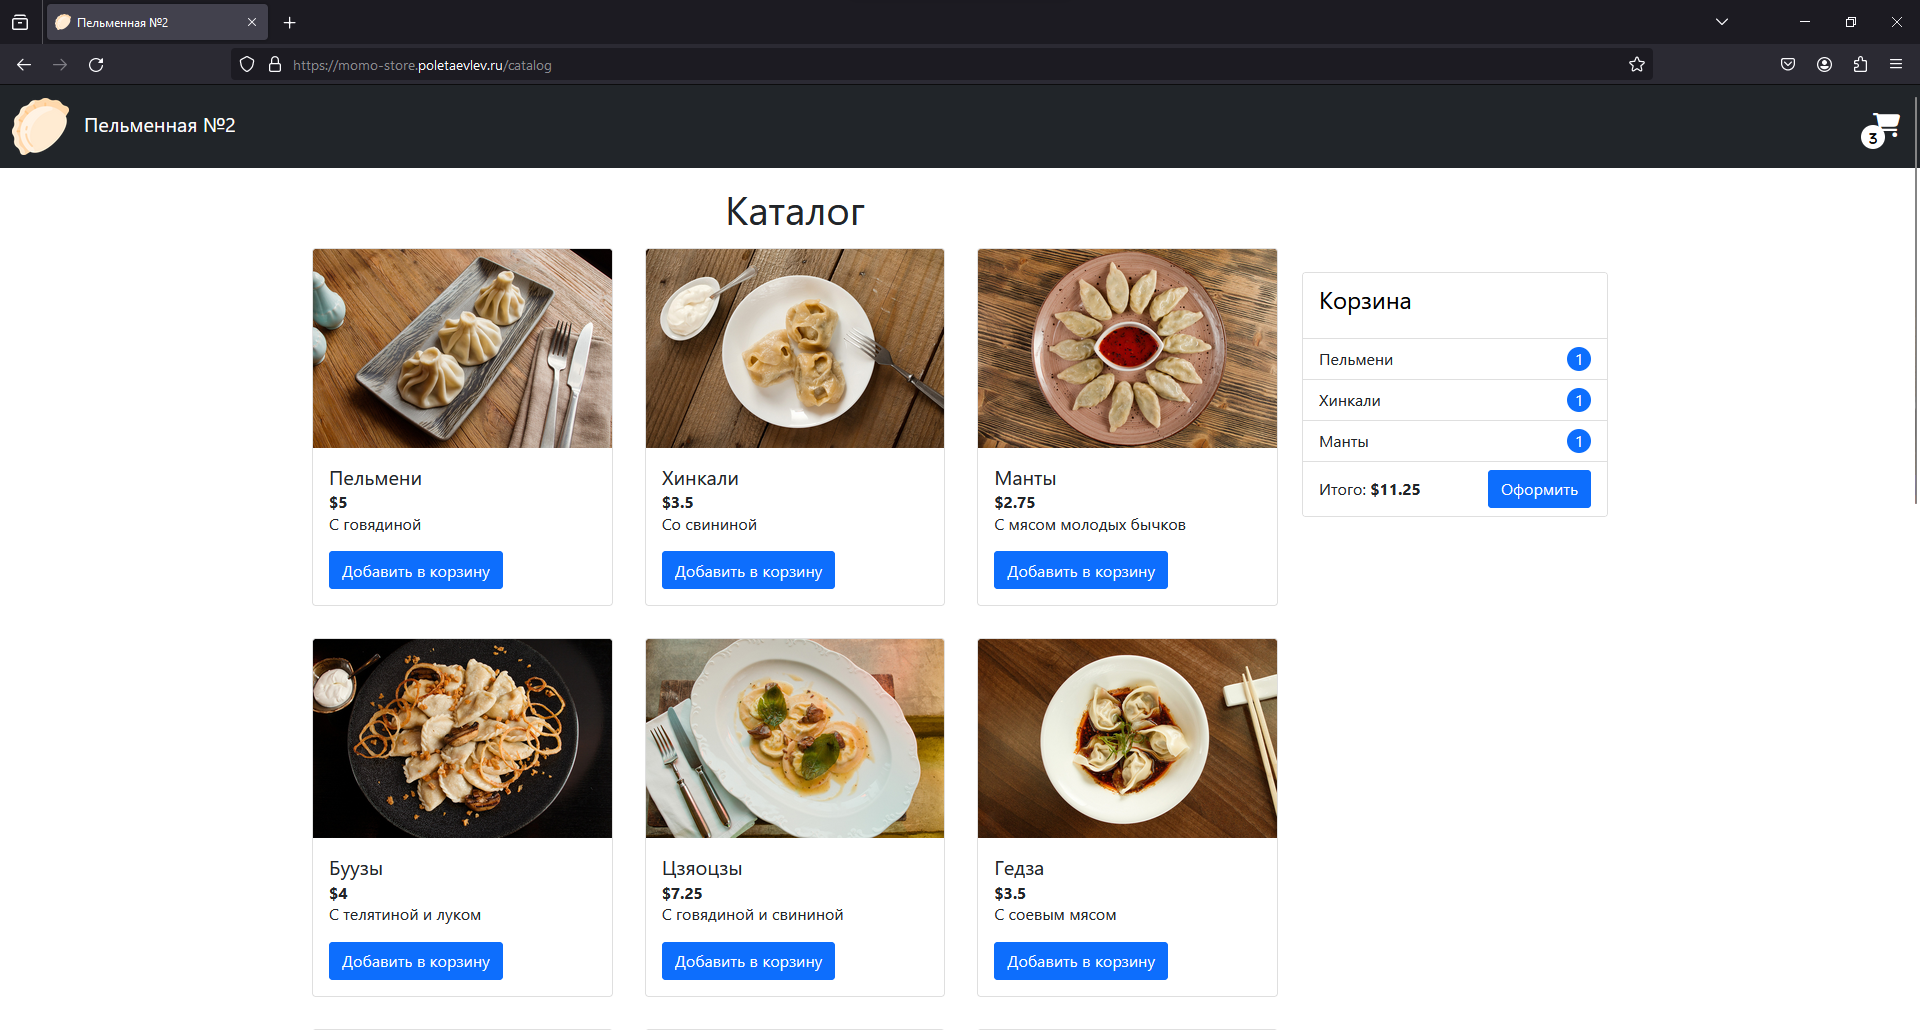 Пельменная №2
https://momo-store.poletaevlev.ru/catalog
Пельменная №2
3
Каталог
Пельмени
$5
С говядиной
Добавить в корзину
Хинкали
$3.5
Со свининой
Добавить в корзину
Манты
$2.75
С мясом молодых бычков
Добавить в корзину
Корзина
Пельмени 1
Хинкали 1
Манты 1
Итого: $11.25 Оформить
Буузы
$4
С телятиной и луком
Добавить в корзину
Цзяоцзы
$7.25
С говядиной и свининой
Добавить в корзину
Гедза
$3.5
С соевым мясом
Добавить в корзину